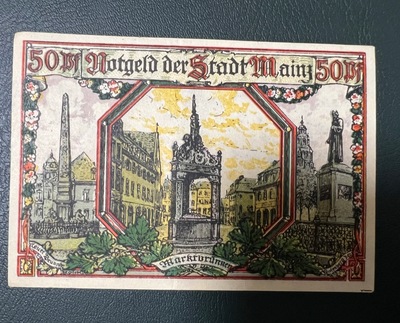 50 Pf Notgeld der Stadt Mainz 50 Pf
Marktbrunnen